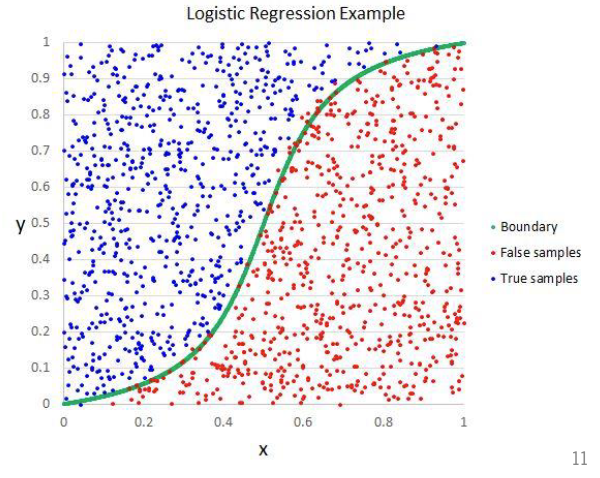 Logistic Regression Example
1
0.9
0.8
0.7
0.6
y 0.5
0.4
0.3
0.2
0.1
0
0 0.2 0.4 0.6 0.8 1
x
Boundary
False samples
True samples
11